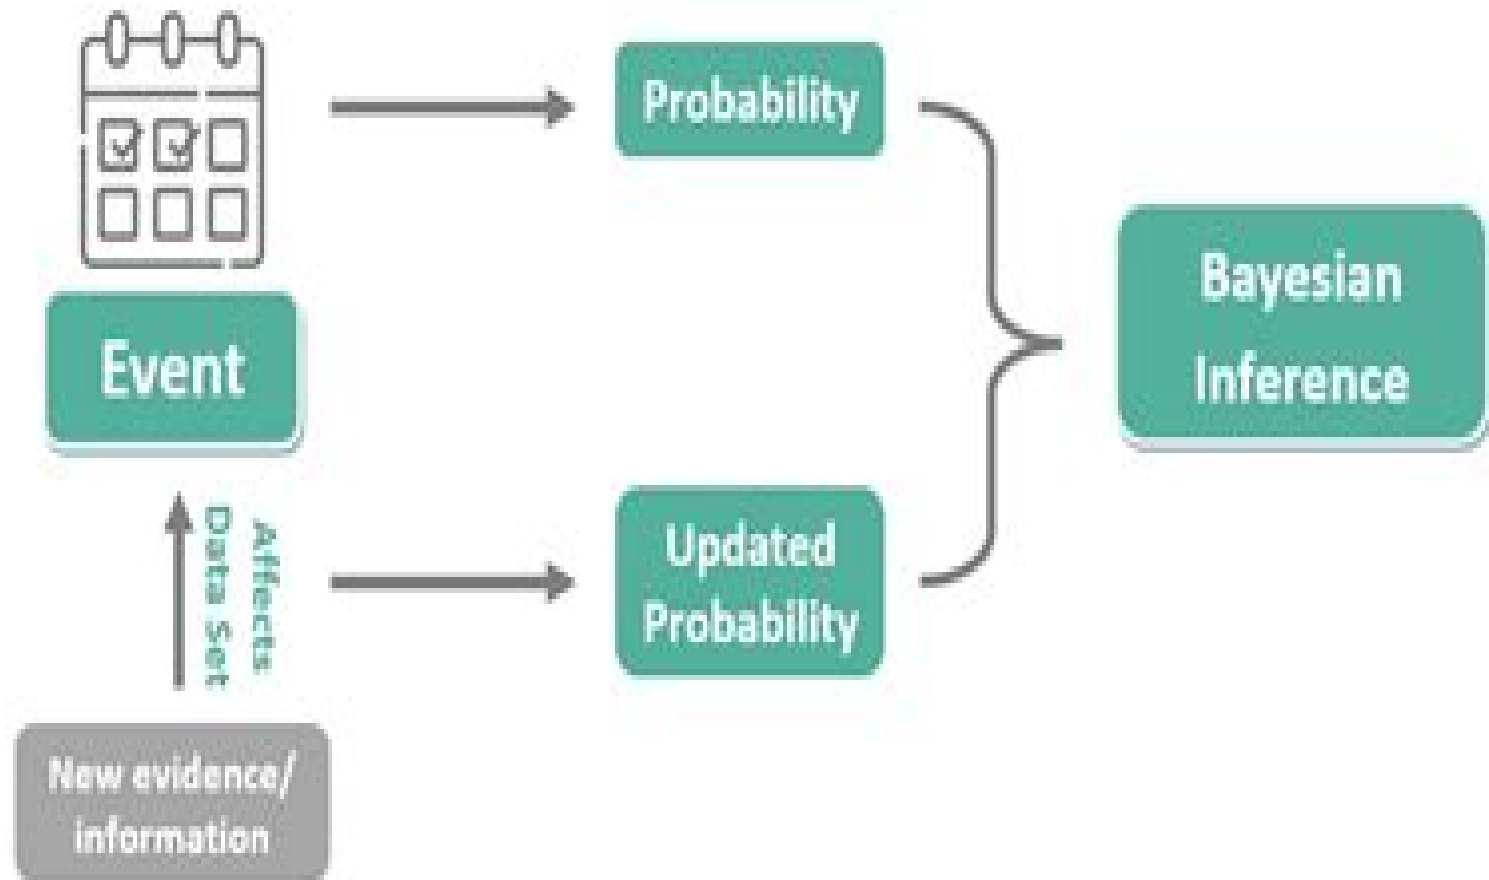 Probability
Bayesian
Inference
Event
Affects
Data Set
Updated
Probability
New evidence/
information